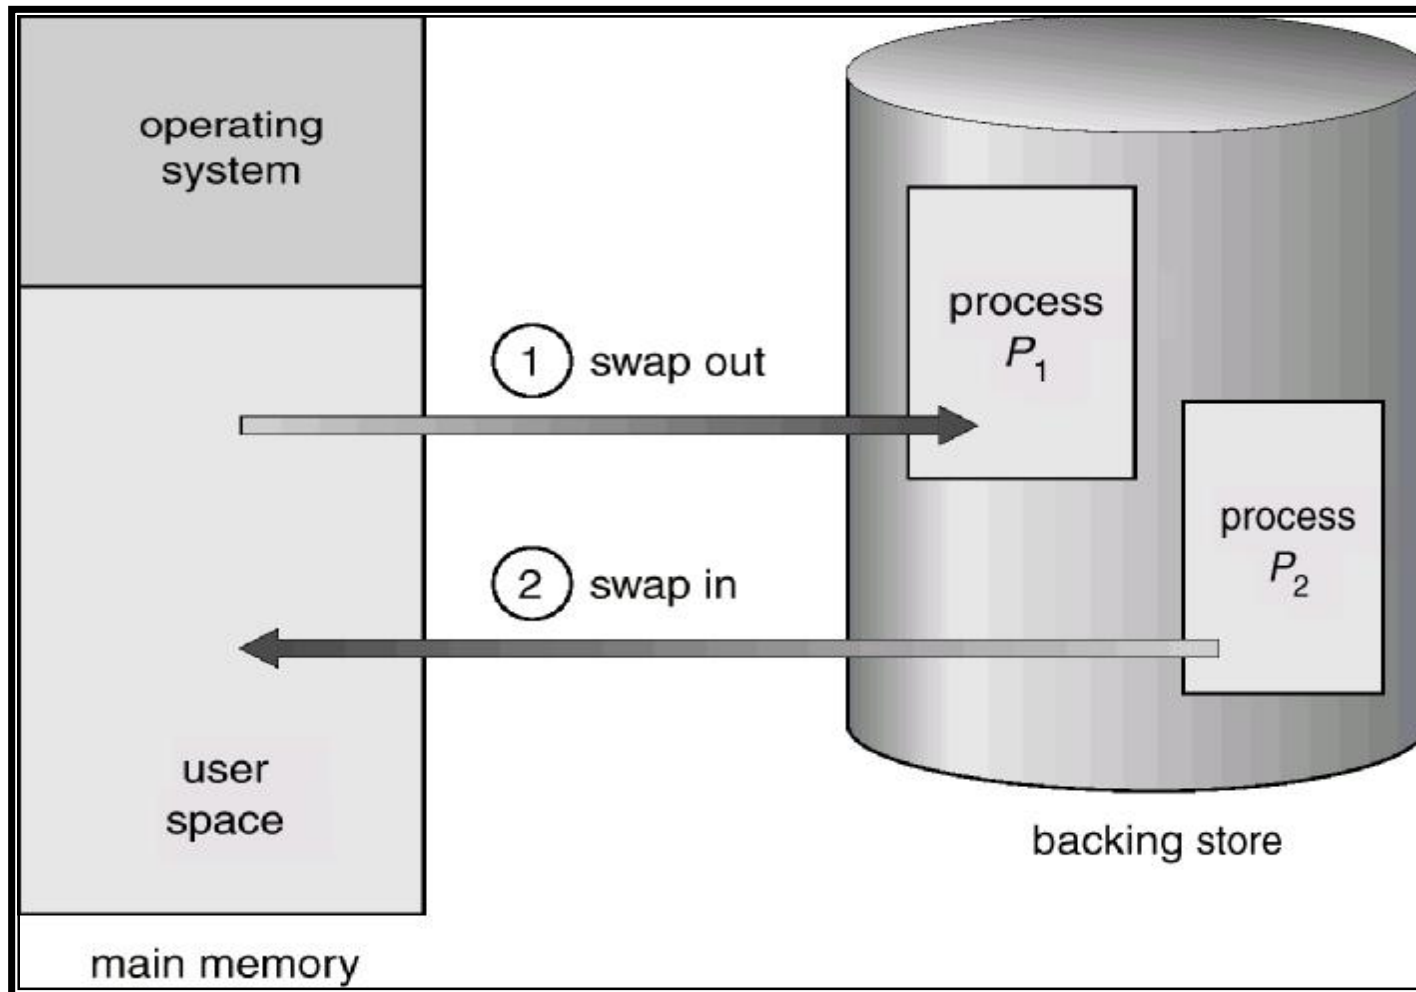 operating
system
1 swap out
process
P1
process
P2
2 swap in
user
space
backing store
main memory